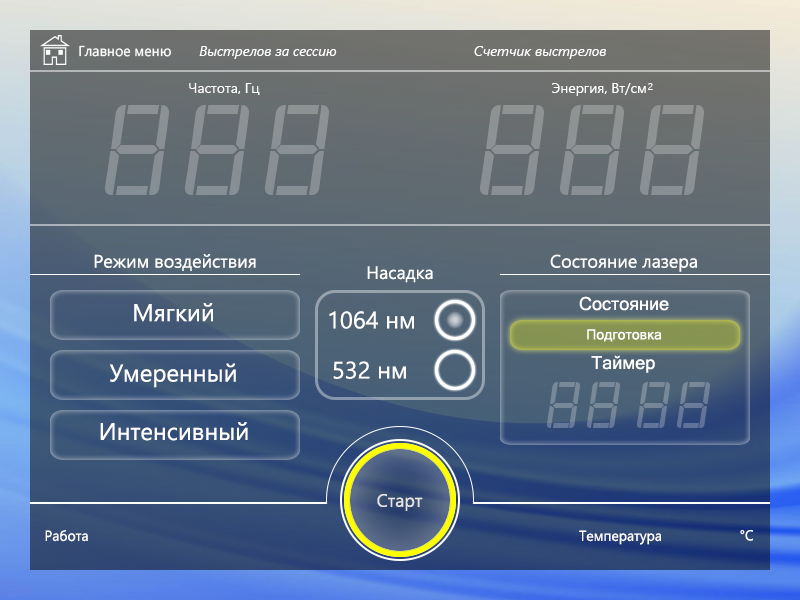 Главное меню
Выстрелов за сессию
Счетчик выстрелов
Частота, Гц
Энергия, Вт/см²
888
888
Режим воздействия
Насадка
Состояние лазера
Мягкий
Умеренный
Интенсивный
1064 нм
532 нм
Состояние
Подготовка
Таймер
88 88
Старт
Работа
Температура
°C